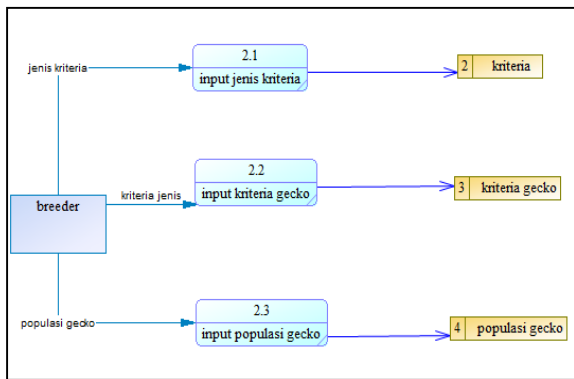 jenis kriteria
2.1
input jenis kriteria
2 kriteria
breeder
kriteria jenis
2.2
input kriteria gecko
3 kriteria gecko
populasi gecko
2.3
input populasi gecko
4 populasi gecko